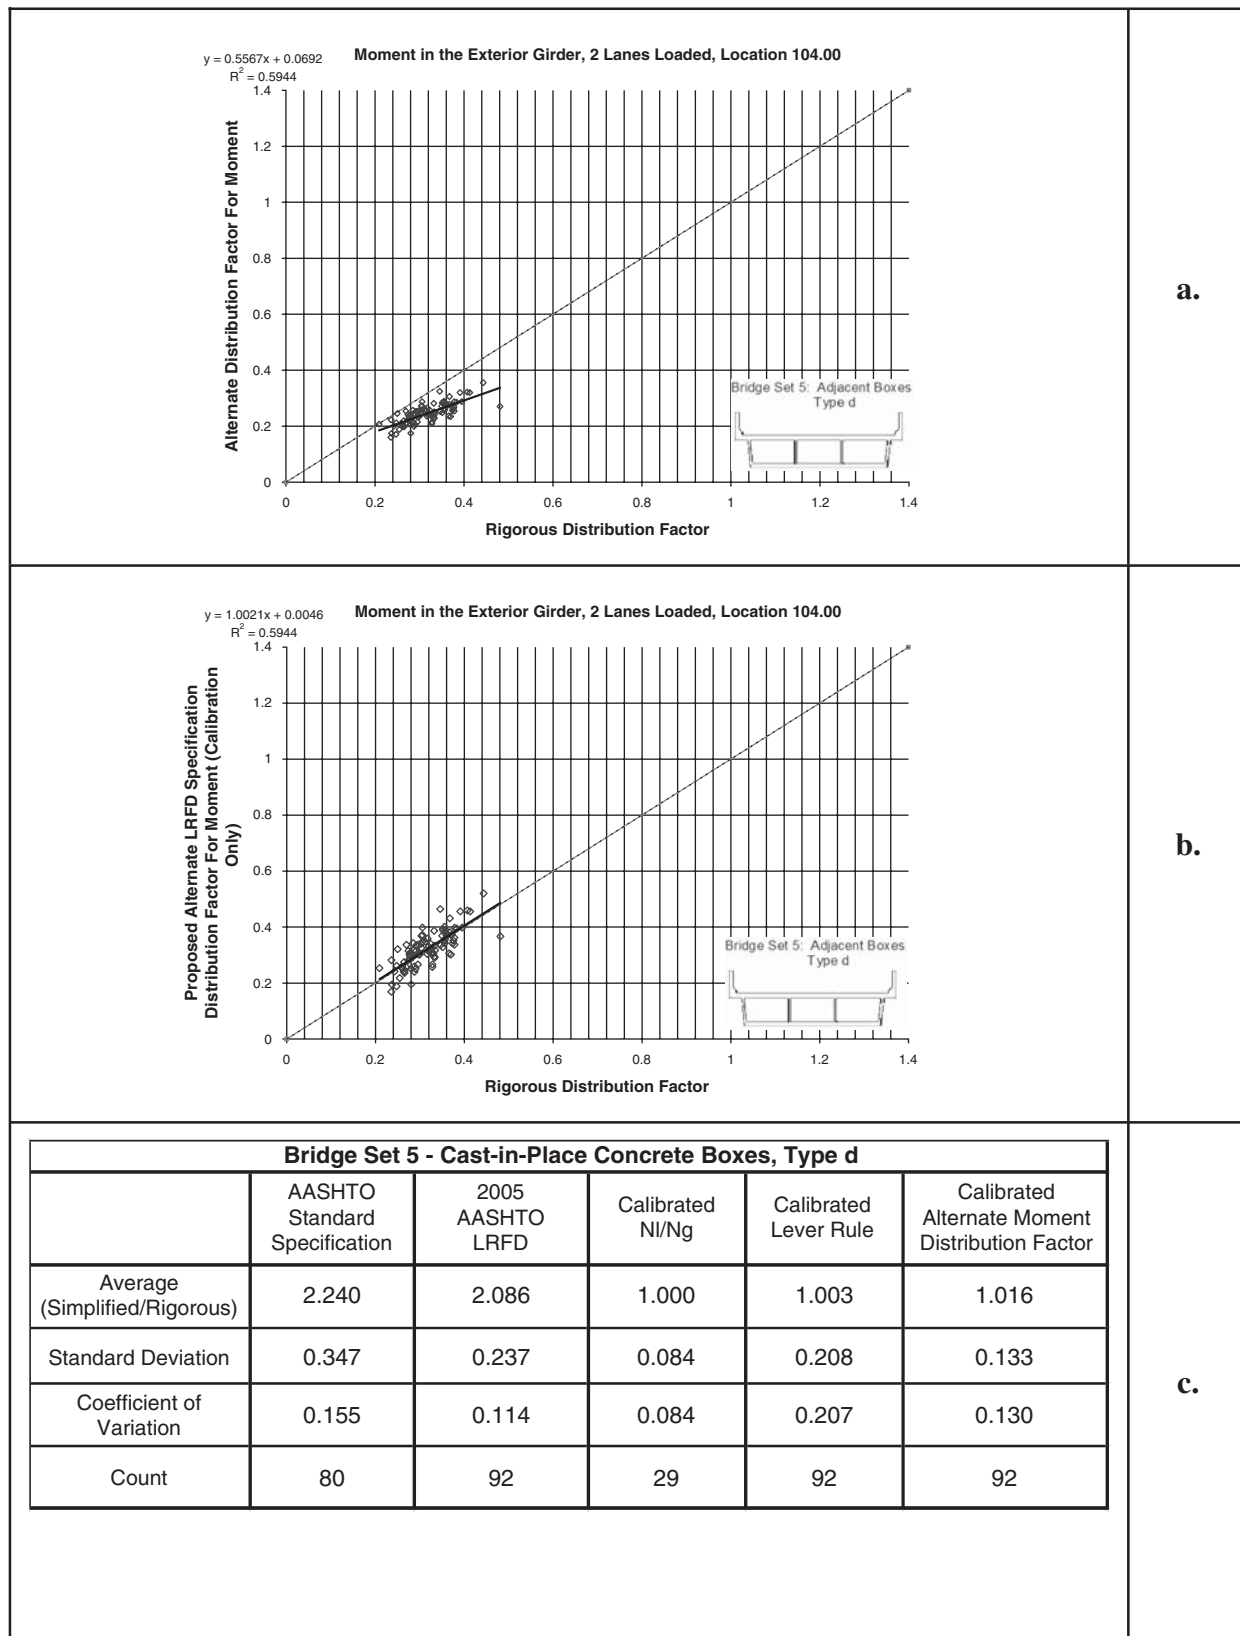 y = 0.5567x + 0.0692
R2 = 0.5944
Moment in the Exterior Girder, 2 Lanes Loaded, Location 104.00
Alternate Distribution Factor For Moment
1.4
1.2
1
0.8
0.6
0.4
0.2
0
0 0.2 0.4 0.6 0.8 1 1.2 1.4
Rigorous Distribution Factor
Bridge Set 5: Adjacent Boxes
Type d
a.
y = 1.0021x + 0.0046
R2 = 0.5944
Moment in the Exterior Girder, 2 Lanes Loaded, Location 104.00
Proposed Alternate LRFD Specification
Distribution Factor For Moment (Calibration
Only)
1.4
1.2
1
0.8
0.6
0.4
0.2
0
0 0.2 0.4 0.6 0.8 1 1.2 1.4
Rigorous Distribution Factor
Bridge Set 5: Adjacent Boxes
Type d
b.
Bridge Set 5 - Cast-in-Place Concrete Boxes, Type d
AASHTO Standard Specification 2005 AASHTO LRFD Calibrated Nl/Ng Calibrated Lever Rule Calibrated Alternate Moment Distribution Factor
Average (Simplified/Rigorous) 2.240 2.086 1.000 1.003 1.016
Standard Deviation 0.347 0.237 0.084 0.208 0.133
Coefficient of Variation 0.155 0.114 0.084 0.207 0.130
Count 80 92 29 92 92
c.